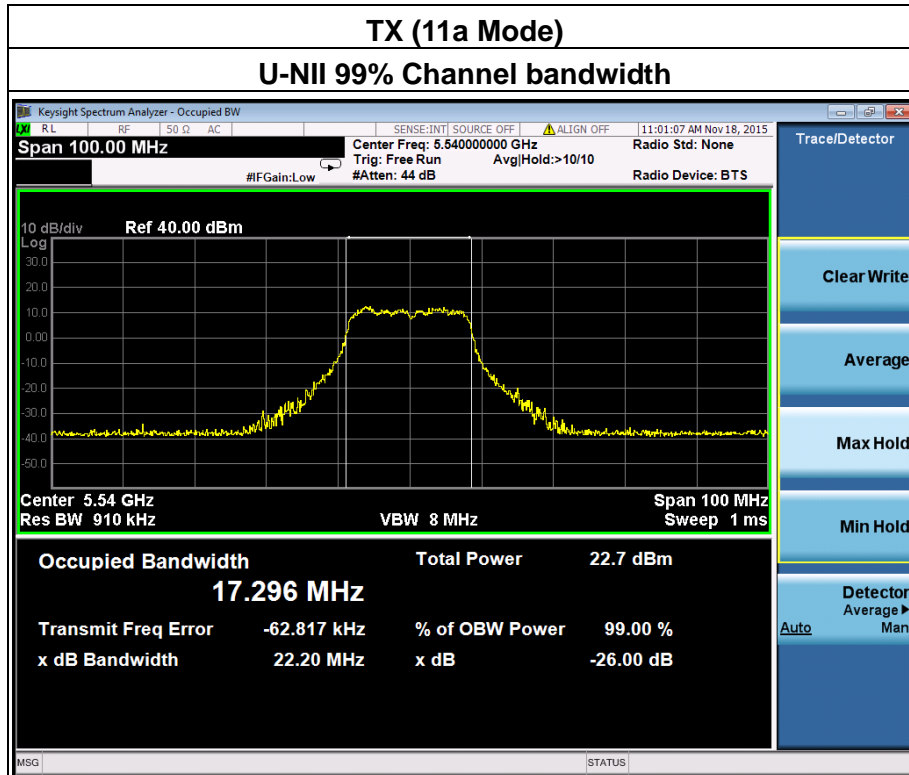 TX (11a Mode)
U-NII 99% Channel bandwidth
Keysight Spectrum Analyzer - Occupied BW
LXI RL RF 50 Ω AC SENSE:INT SOURCE OFF ALIGN OFF 11:01:07 AM Nov 18, 2015
Span 100.00 MHz Center Freq: 5.540000000 GHz Radio Std: None
Trig: Free Run Avg|Hold:>10/10
#IFGain:Low #Atten: 44 dB Radio Device: BTS
Trace/Detector
10 dB/div Ref 40.00 dBm
Log
30.0
20.0
10.0
0.00
-10.0
-20.0
-30.0
-40.0
-50.0
Center 5.54 GHz Span 100 MHz
Res BW 910 kHz VBW 8 MHz Sweep 1 ms
Occupied Bandwidth Total Power 22.7 dBm
17.296 MHz
Transmit Freq Error -62.817 kHz % of OBW Power 99.00 %
x dB Bandwidth 22.20 MHz x dB -26.00 dB
Clear Write
Average
Max Hold
Min Hold
Detector
Average▶
Auto Man
MSG STATUS